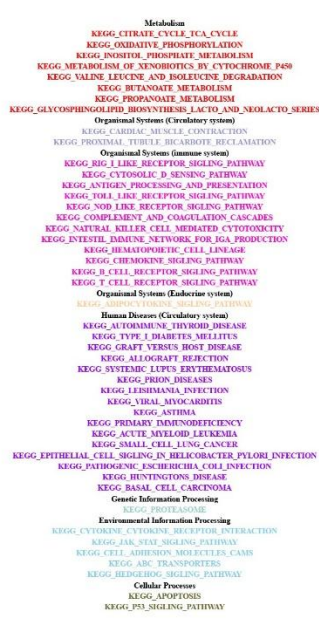 Metabolism
KEGG_CITRATE_CYCLE_TCA_CYCLE
KEGG_OXIDATIVE_PHOSPHORYLATION
KEGG_INOSITOL_PHOSPHATE_METABOLISM
KEGG_METABOLISM_OF_XENOBIOTICS_BY_CYTOCHROME_P450
KEGG_VALINE_LEUCINE_AND_ISOLEUCINE_DEGRADATION
KEGG_BUTANOATE_METABOLISM
KEGG_PROPANOATE_METABOLISM
KEGG_GLYCOSPHINGOLIPID_BIOSYNTHESIS_LACTO_AND_NEOLACTO_SERIES
Organismal Systems (Circulatory system)
KEGG_CARDIAC_MUSCLE_CONTRACTION
KEGG_PROXIMAL_TUBULE_BICARBOTE_RECLAMATION
Organismal Systems (immune system)
KEGG_RIG_I_LIKE_RECEPTOR_SIGLING_PATHWAY
KEGG_CYTOSOLIC_D_SENSING_PATHWAY
KEGG_ANTIGEN_PROCESSING_AND_PRESENTATION
KEGG_TOLL_LIKE_RECEPTOR_SIGLING_PATHWAY
KEGG_NOD_LIKE_RECEPTOR_SIGLING_PATHWAY
KEGG_COMPLEMENT_AND_COAGULATION_CASCADES
KEGG_NATURAL_KILLER_CELL_MEDIATED_CYTOTOXICITY
KEGG_INTESTIL_IMMUNE_NETWORK_FOR_IGA_PRODUCTION
KEGG_HEMATOPOIETIC_CELL_LINEAGE
KEGG_CHEMOKINE_SIGLING_PATHWAY
KEGG_B_CELL_RECEPTOR_SIGLING_PATHWAY
KEGG_T_CELL_RECEPTOR_SIGLING_PATHWAY
Organismal Systems (Endocrine system)
KEGG_ADIPOCYTOKINE_SIGLING_PATHWAY
Human Diseases (Circulatory system)
KEGG_AUTOIMMUNE_THYROID_DISEASE
KEGG_TYPE_I_DIABETES_MELLITUS
KEGG_GRAFT_VERSUS_HOST_DISEASE
KEGG_ALLOGRAFT_REJECTION
KEGG_SYSTEMIC_LUPUS_ERYTHEMATOSUS
KEGG_PRION_DISEASES
KEGG_LEISHMANIA_INFECTION
KEGG_VIRAL_MYOCARDITIS
KEGG_ASTHMA
KEGG_PRIMARY_IMMUNODEFICIENCY
KEGG_ACUTE_MYELOID_LEUKEMIA
KEGG_SMALL_CELL_LUNG_CANCER
KEGG_EPITHELIAL_CELL_SIGLING_IN_HELICOBACTER_PYLORI_INFECTION
KEGG_PATHOGENIC_ESCHERICHIA_COLI_INFECTION
KEGG_HUNTINGTONS_DISEASE
KEGG_BASAL_CELL_CARCINOMA
Genetic Information Processing
KEGG_PROTEASOME
Environmental Information Processing
KEGG_CYTOKINE_CYTOKINE_RECEPTOR_INTERACTION
KEGG_JAK_STAT_SIGLING_PATHWAY
KEGG_CELL_ADHESION_MOLECULES_CAMS
KEGG_ABC_TRANSPORTERS
KEGG_HEDGEHOG_SIGLING_PATHWAY
Cellular Processes
KEGG_APOPTOSIS
KEGG_P53_SIGLING_PATHWAY